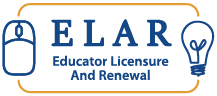 ELAR
Educator Licensure
And Renewal